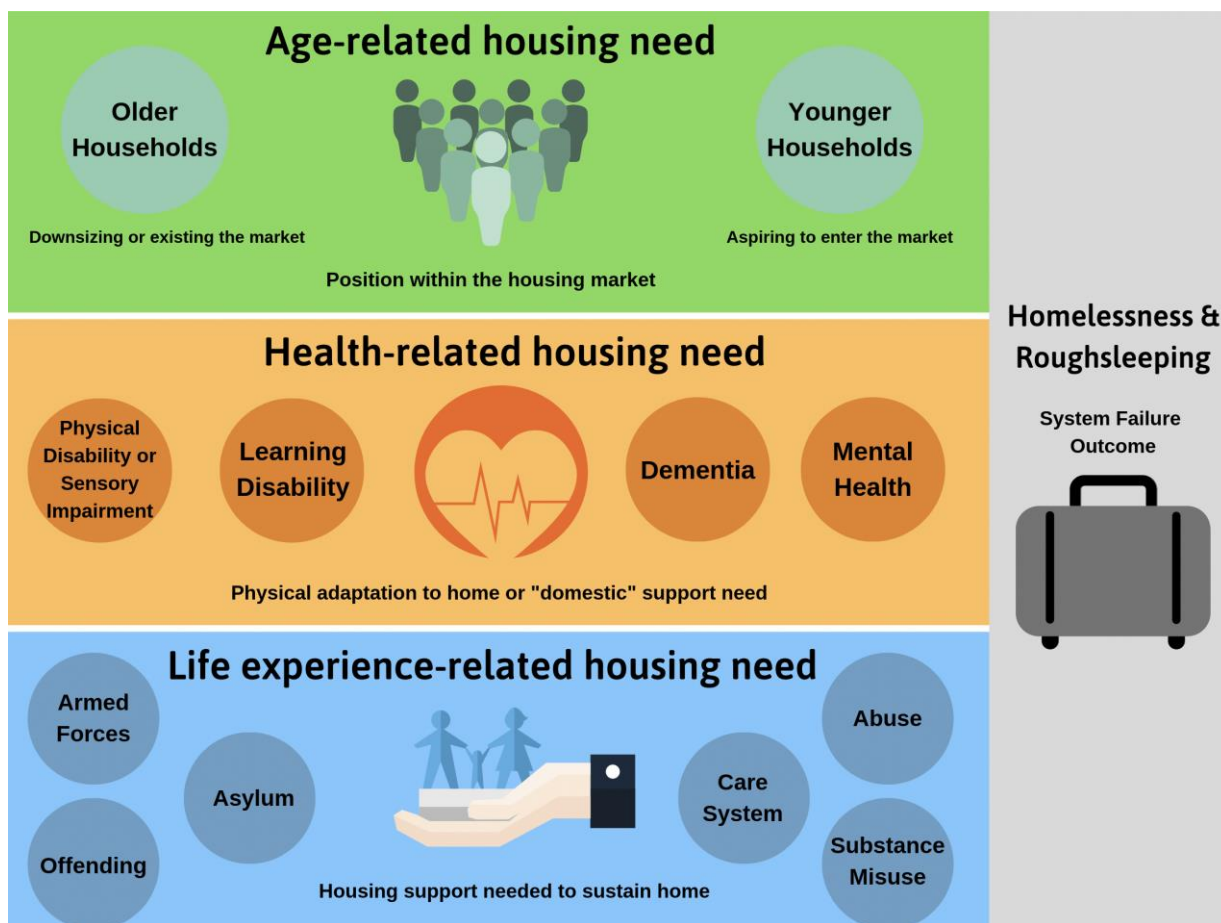 Age-related housing need
Older
Households
Younger
Households
Downsizing or existing the market
Aspiring to enter the market
Position within the housing market
Health-related housing need
Physical
Disability or
Sensory
Impairment
Learning
Disability
Dementia
Mental
Health
Physical adaptation to home or "domestic" support need
Life experience-related housing need
Armed
Forces
Asylum
Offending
Care
System
Abuse
Substance
Misuse
Housing support needed to sustain home
Homelessness &
Roughsleeping
System Failure
Outcome